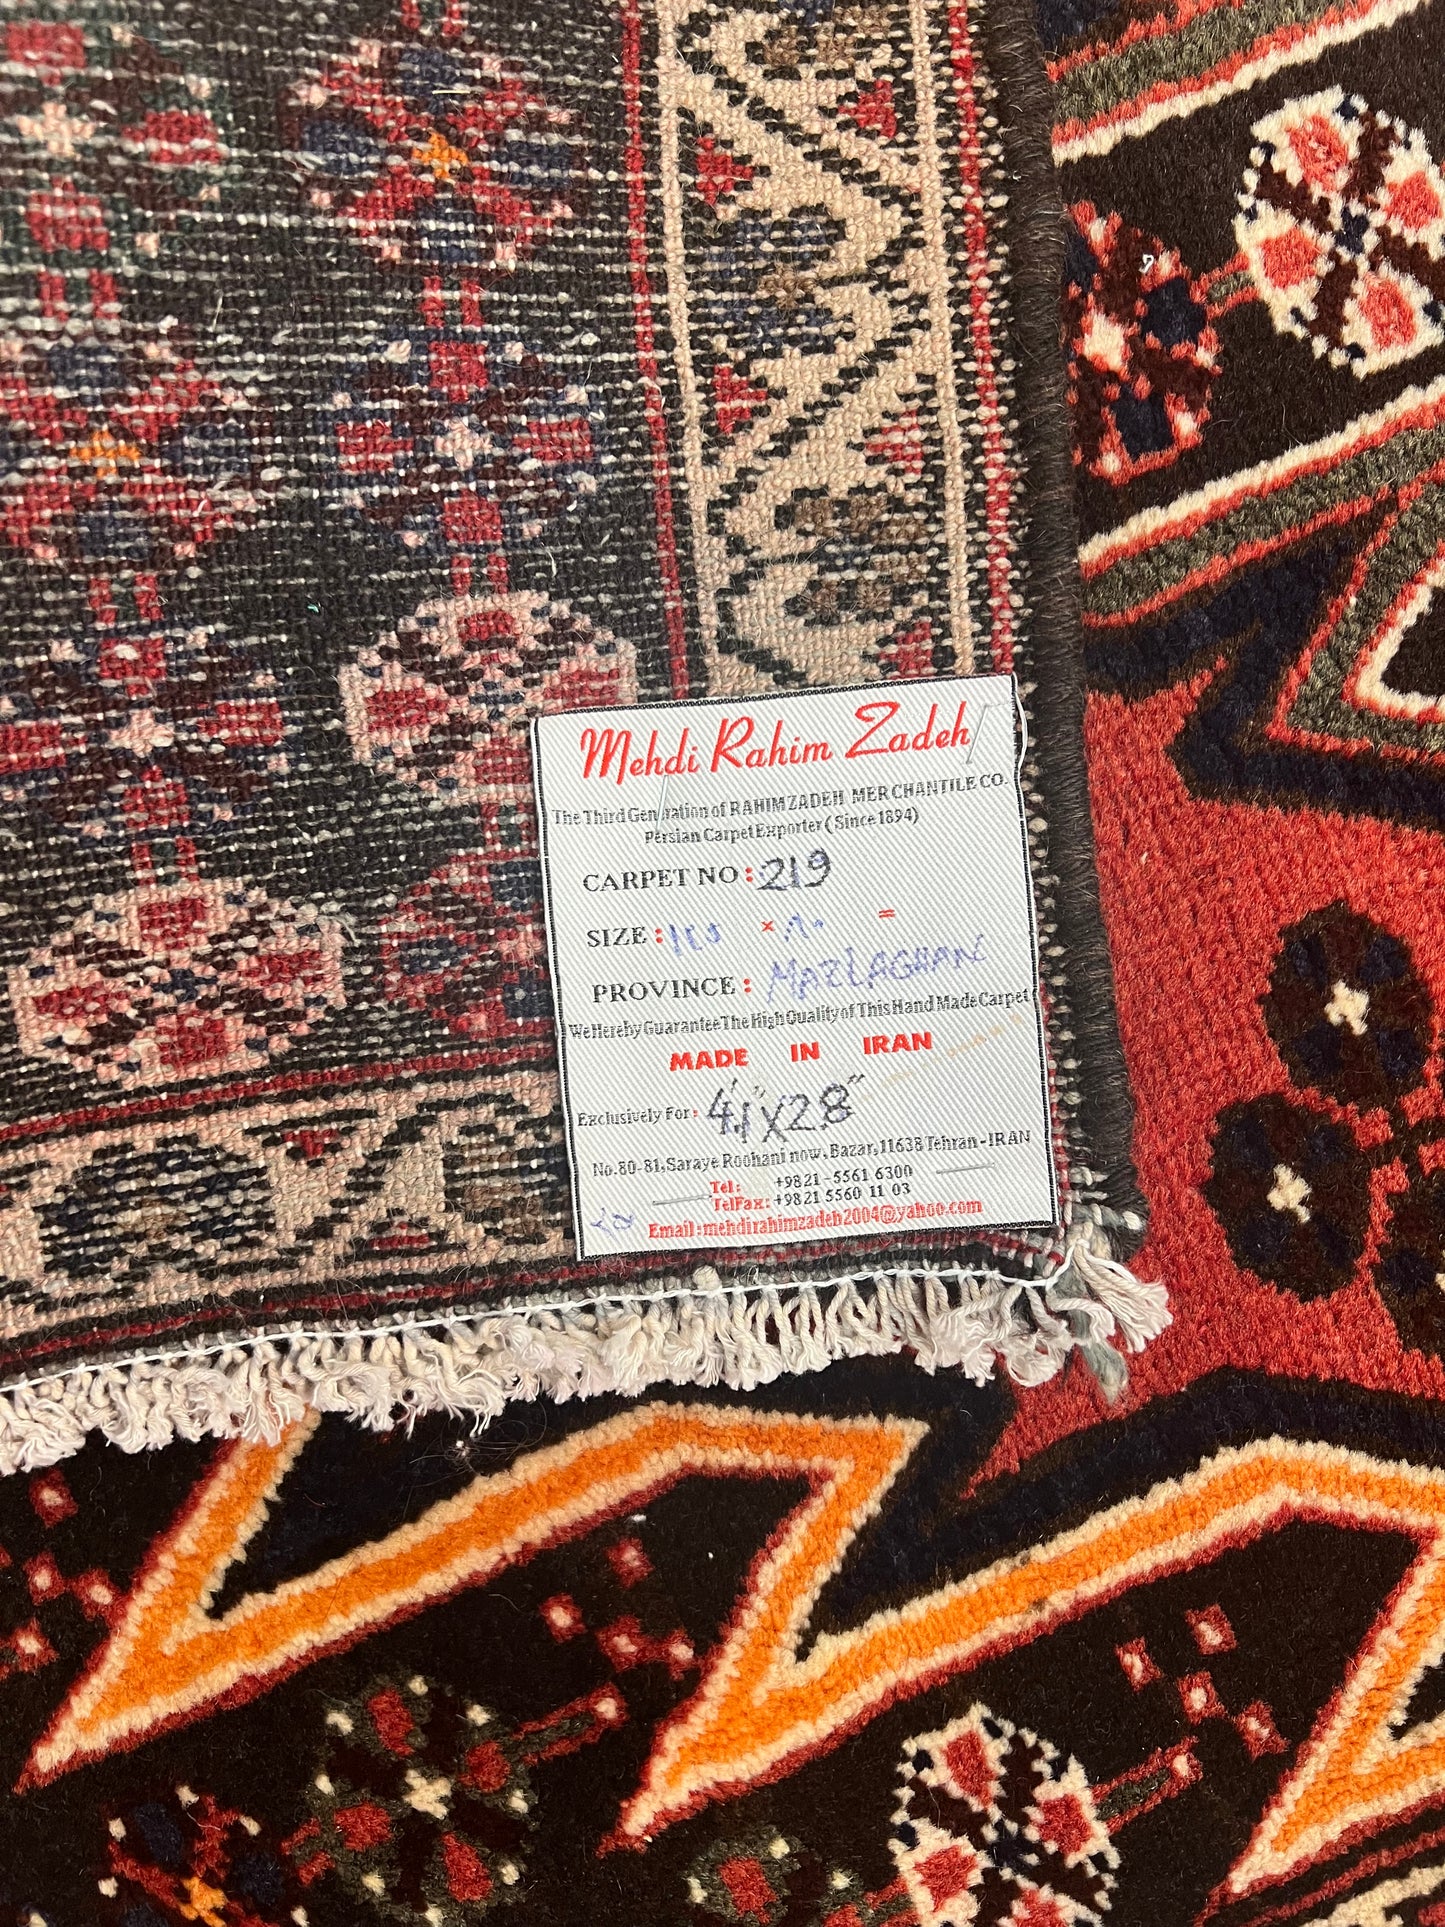 Mehdi Rahim Zadeh
The Third Generation of RAHIMZADEH MERCHANTILE CO.
Persian Carpet Exporter ( Since 1894)
CARPET NO : 219
SIZE : ۱۲۵ × ۸۰ =
PROVINCE : MAZLAGHAN
We Hereby Guarantee The High Quality of This Hand Made Carpet
MADE IN IRAN
Exclusively For: 4'.1"X2'.8"
No.80-81,Saraye Roohani now, Bazar,11638 Tehran-IRAN
Tel: +9821 -5561 6300
TelFax: +9821 5560 11 03
Email:mehdirahimzadeh2004@yahoo.com